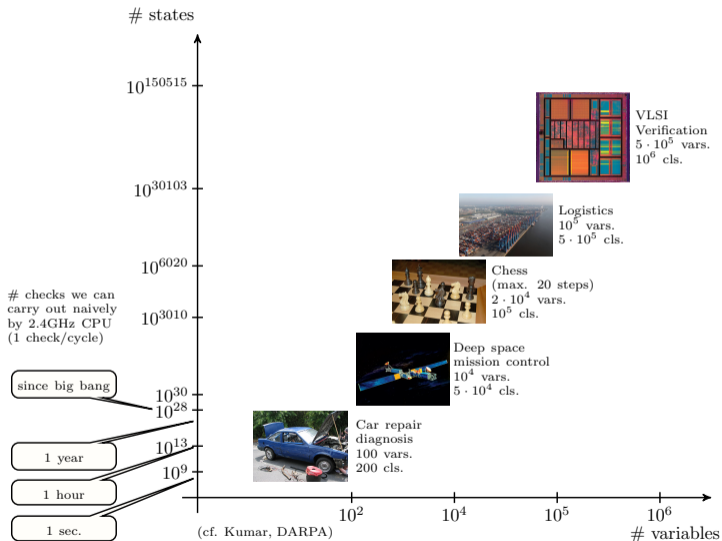 # states
10^150515
10^30103
10^6020
10^3010
10^30
10^28
10^13
10^9
# checks we can
carry out naively
by 2.4GHz CPU
(1 check/cycle)
since big bang
1 year
1 hour
1 sec.
VLSI
Verification
5 · 10^5 vars.
10^6 cls.
Logistics
10^5 vars.
5 · 10^5 cls.
Chess
(max. 20 steps)
2 · 10^4 vars.
10^5 cls.
Deep space
mission control
10^4 vars.
5 · 10^4 cls.
Car repair
diagnosis
100 vars.
200 cls.
10^2
10^4
10^5
10^6
(cf. Kumar, DARPA)
# variables